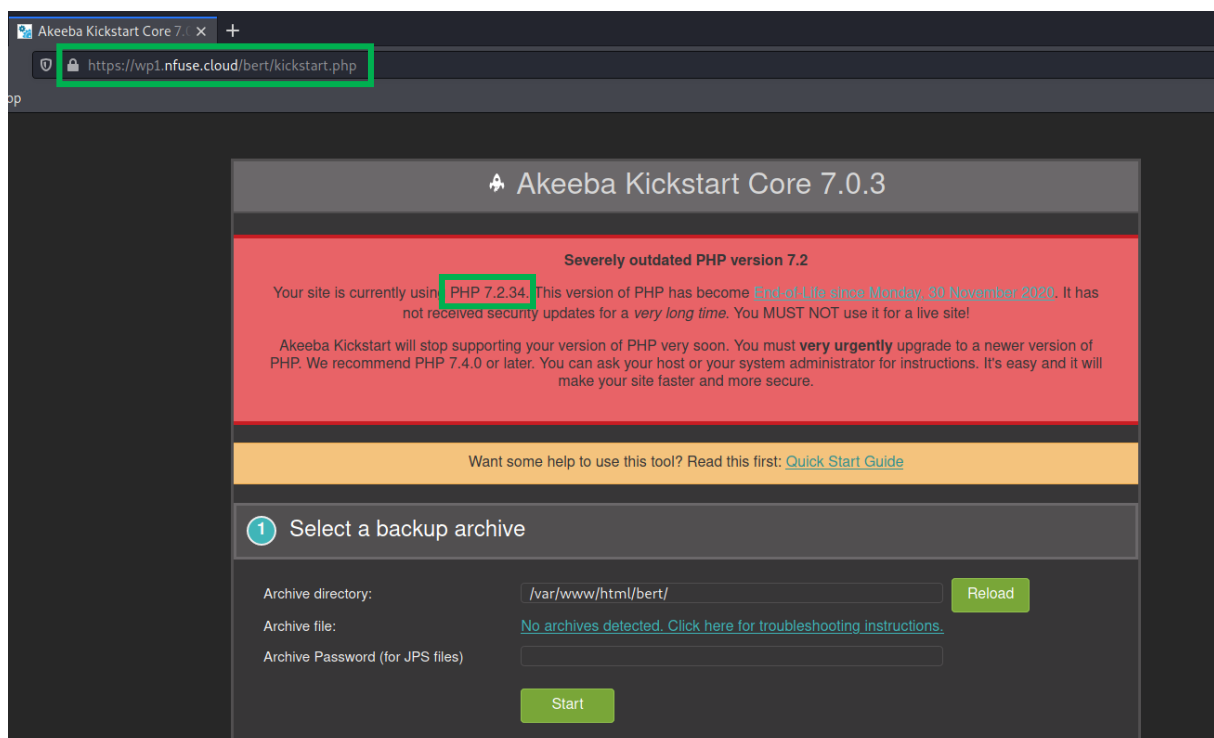 Akeeba Kickstart Core 7.0
https://wp1.nfuse.cloud/bert/kickstart.php
op
Akeeba Kickstart Core 7.0.3
Severely outdated PHP version 7.2
Your site is currently using PHP 7.2.34. This version of PHP has become End of Life since Monday, 30 November 2020. It has
not received security updates for a very long time. You MUST NOT use it for a live site!
Akeeba Kickstart will stop supporting your version of PHP very soon. You must very urgently upgrade to a newer version of
PHP. We recommend PHP 7.4.0 or later. You can ask your host or your system administrator for instructions. It's easy and it will
make your site faster and more secure.
Want some help to use this tool? Read this first: Quick Start Guide
1 Select a backup archive
Archive directory: /var/www/html/bert/ Reload
Archive file: No archives detected. Click here for troubleshooting instructions.
Archive Password (for JPS files)
Start